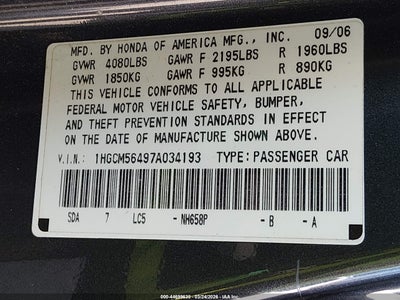 MFD. BY HONDA OF AMERICA MFG., INC. 09/06
GVWR 4080LBS GAWR F 2195LBS R 1960LBS
GVWR 1850KG GAWR F 995KG R 890KG
THIS VEHICLE CONFORMS TO ALL APPLICABLE
FEDERAL MOTOR VEHICLE SAFETY, BUMPER,
AND THEFT PREVENTION STANDARDS IN EFFECT
ON THE DATE OF MANUFACTURE SHOWN ABOVE.
V.I.N.: 1HGCM56497A034193 TYPE: PASSENGER CAR
SDA 7 LC5 -NH658P -B -A